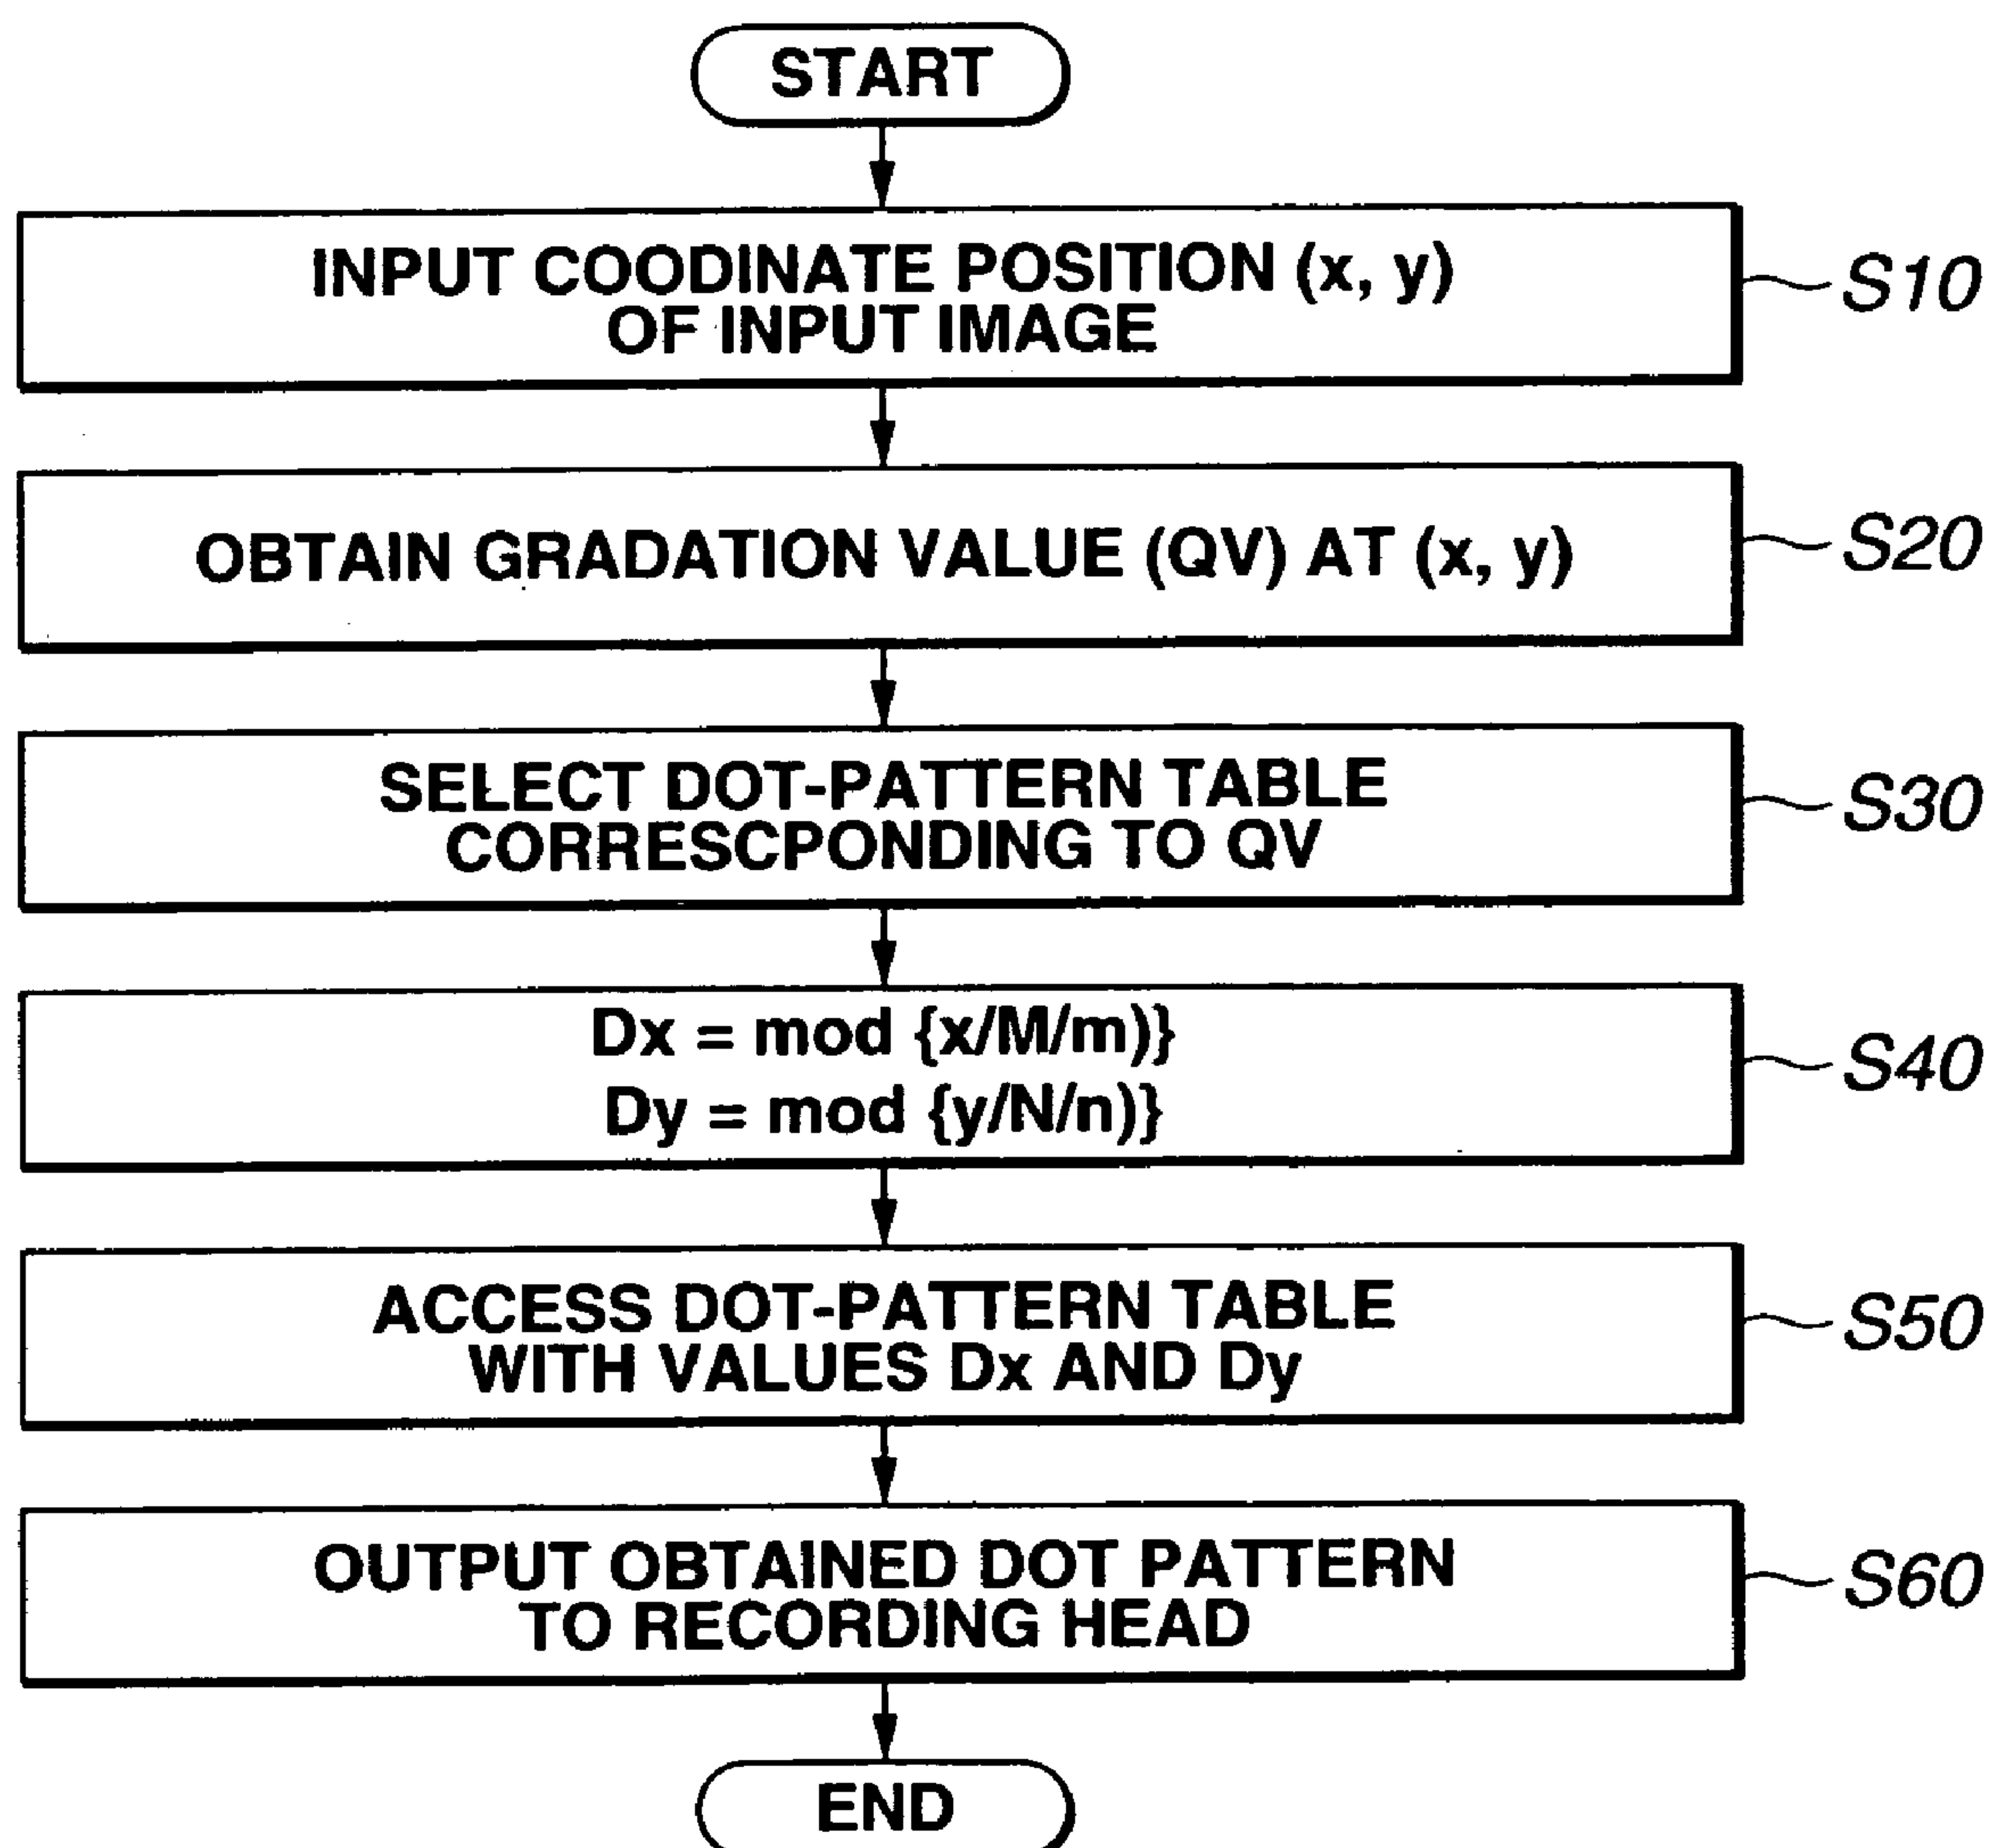 START
INPUT COODINATE POSITION (x, y)
OF INPUT IMAGE
S10
OBTAIN GRADATION VALUE (QV) AT (x, y)
S20
SELECT DOT-PATTERN TABLE
CORRESCPONDING TO QV
S30
Dx = mod {x/M/m)}
Dy = mod {y/N/n)}
S40
ACCESS DOT-PATTERN TABLE
WITH VALUES Dx AND Dy
S50
OUTPUT OBTAINED DOT PATTERN
TO RECORDING HEAD
S60
END